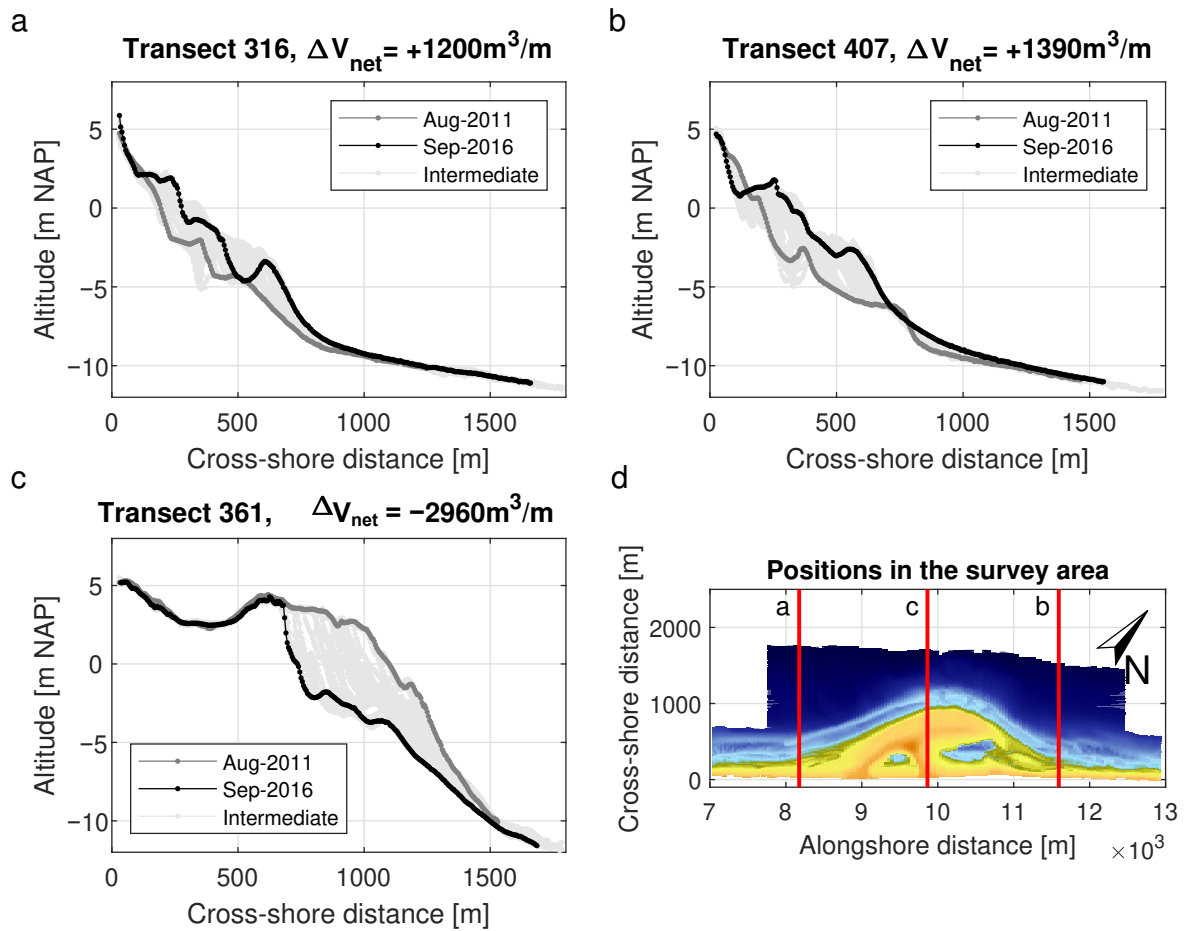 a
Transect 316, ΔV_net = +1200m³/m
Altitude [m NAP]
5
0
−5
−10
Aug-2011
Sep-2016
Intermediate
0 500 1000 1500
Cross-shore distance [m]
b
Transect 407, ΔV_net = +1390m³/m
Altitude [m NAP]
5
0
−5
−10
Aug-2011
Sep-2016
Intermediate
0 500 1000 1500
Cross-shore distance [m]
c
Transect 361, ΔV_net = −2960m³/m
Altitude [m NAP]
5
0
−5
−10
Aug-2011
Sep-2016
Intermediate
0 500 1000 1500
Cross-shore distance [m]
d
Positions in the survey area
Cross-shore distance [m]
2000
1000
0
a c b
N
7 8 9 10 11 12 13
Alongshore distance [m] ×10³